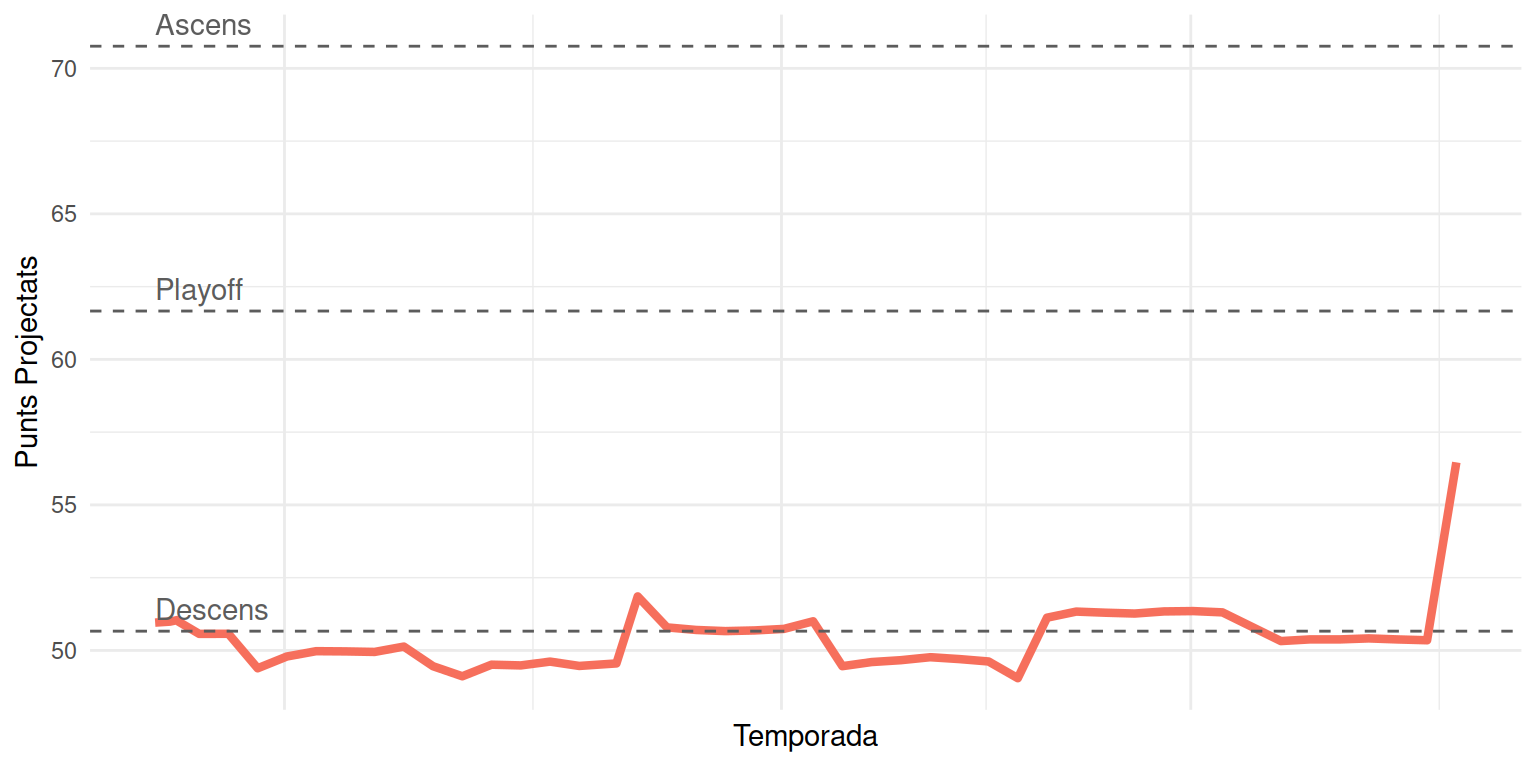 Ascens
70
65
Playoff
60
55
Descens
50
Punts Projectats
Temporada